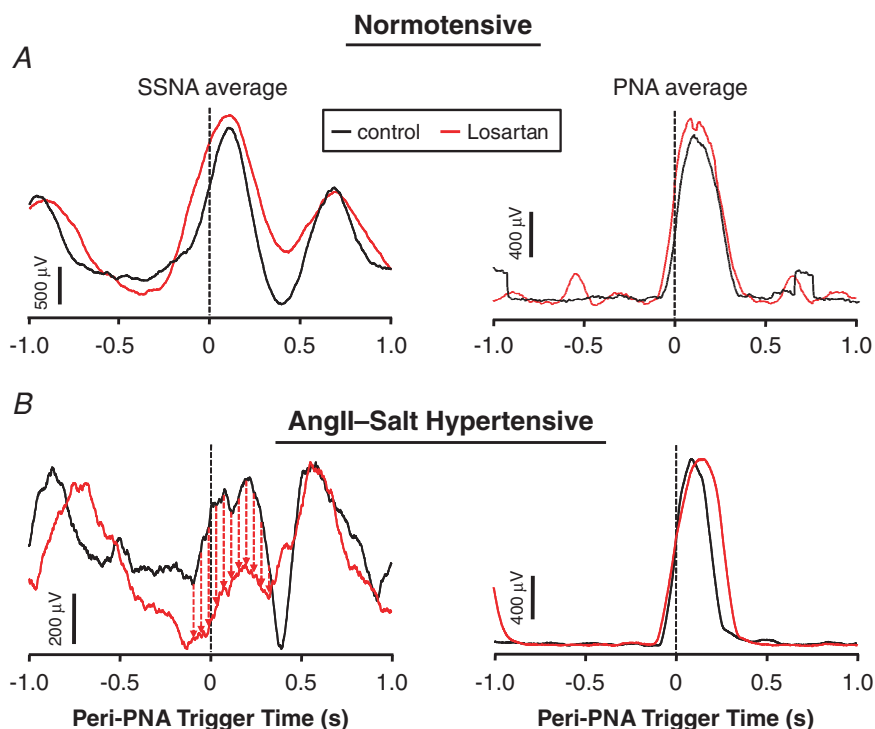 Normotensive
A
SSNA average
PNA average
control Losartan
500 µV
400 µV
-1.0 -0.5 0 0.5 1.0
-1.0 -0.5 0 0.5 1.0
B
AngII–Salt Hypertensive
200 µV
400 µV
-1.0 -0.5 0 0.5 1.0
-1.0 -0.5 0 0.5 1.0
Peri-PNA Trigger Time (s)
Peri-PNA Trigger Time (s)